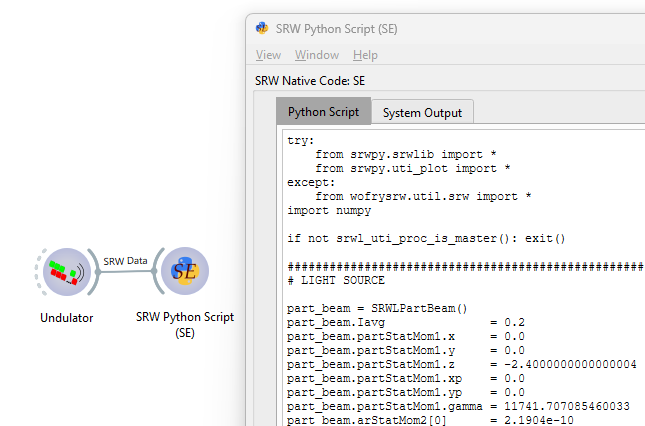 SRW Python Script (SE)
View Window Help
SRW Native Code: SE
Python Script System Output
try:
    from srwpy.srwlib import *
    from srwpy.uti_plot import *
except:
    from wofrysrw.util.srw import *
import numpy
if not srwl_uti_proc_is_master(): exit()
###################################################
# LIGHT SOURCE
part_beam = SRWLPartBeam()
part_beam.Iavg = 0.2
part_beam.partStatMom1.x = 0.0
part_beam.partStatMom1.y = 0.0
part_beam.partStatMom1.z = -2.4000000000000004
part_beam.partStatMom1.xp = 0.0
part_beam.partStatMom1.yp = 0.0
part_beam.partStatMom1.gamma = 11741.707085460033
part_beam.arStatMom2[0] = 2.1904e-10
SRW Data
SE
Undulator
SRW Python Script
(SE)